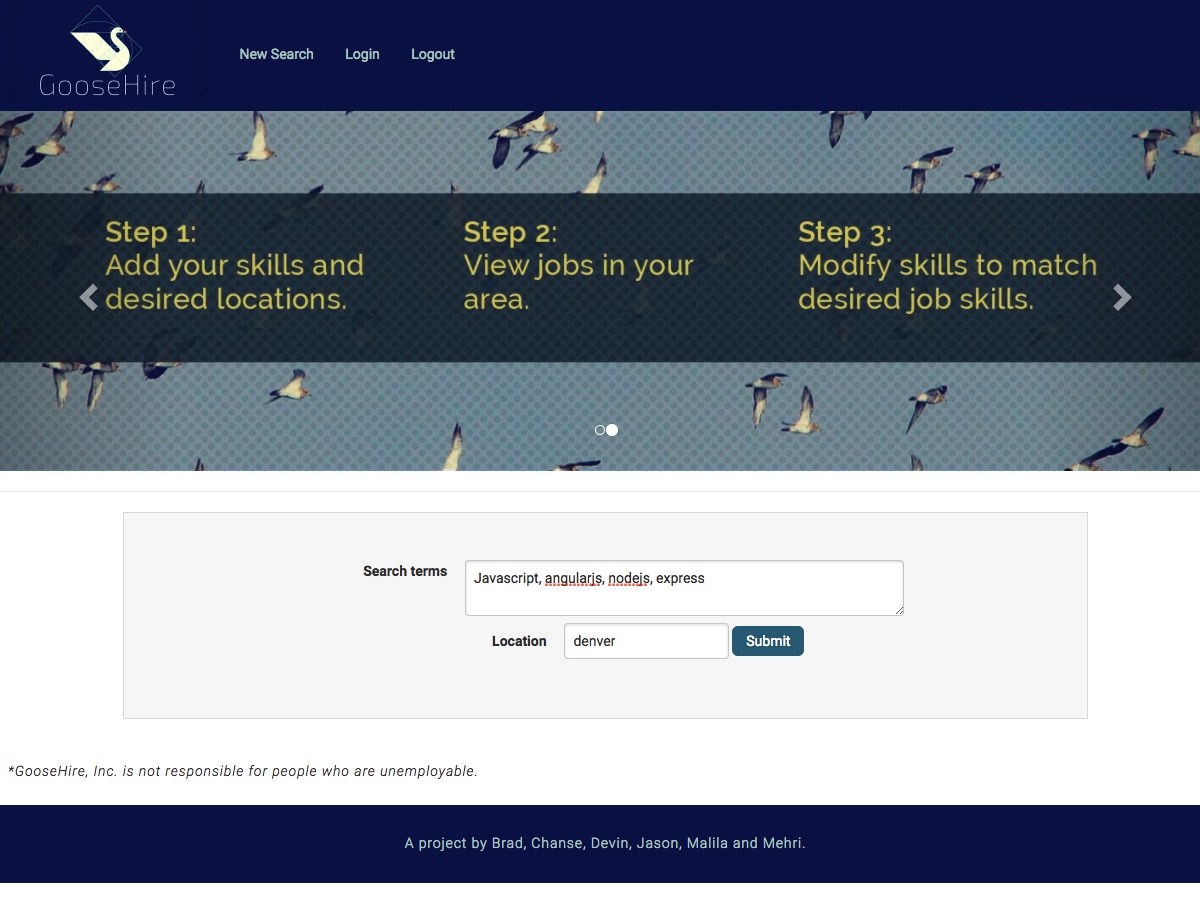 GooseHire
New Search Login Logout
Step 1:
Add your skills and
desired locations.
Step 2:
View jobs in your
area.
Step 3:
Modify skills to match
desired job skills.
Search terms
Javascript, angularjs, nodejs, express
Location
denver
Submit
*GooseHire, Inc. is not responsible for people who are unemployable.
A project by Brad, Chanse, Devin, Jason, Malila and Mehri.